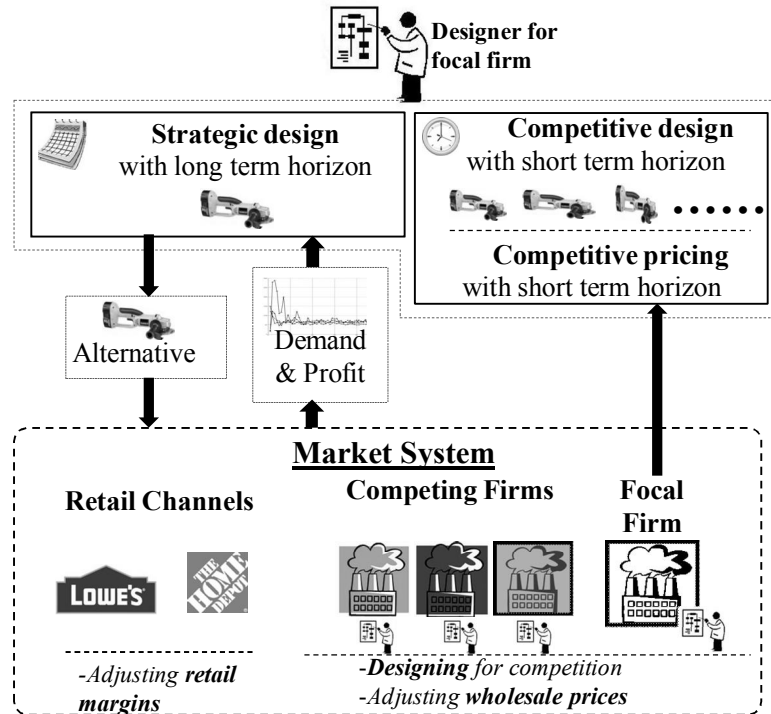 Designer for
focal firm
Strategic design
with long term horizon
Competitive design
with short term horizon
Competitive pricing
with short term horizon
Alternative
Demand
& Profit
Market System
Retail Channels
Competing Firms
Focal
Firm
LOWE'S
THE
HOME
DEPOT
-Adjusting retail
margins
-Designing for competition
-Adjusting wholesale prices